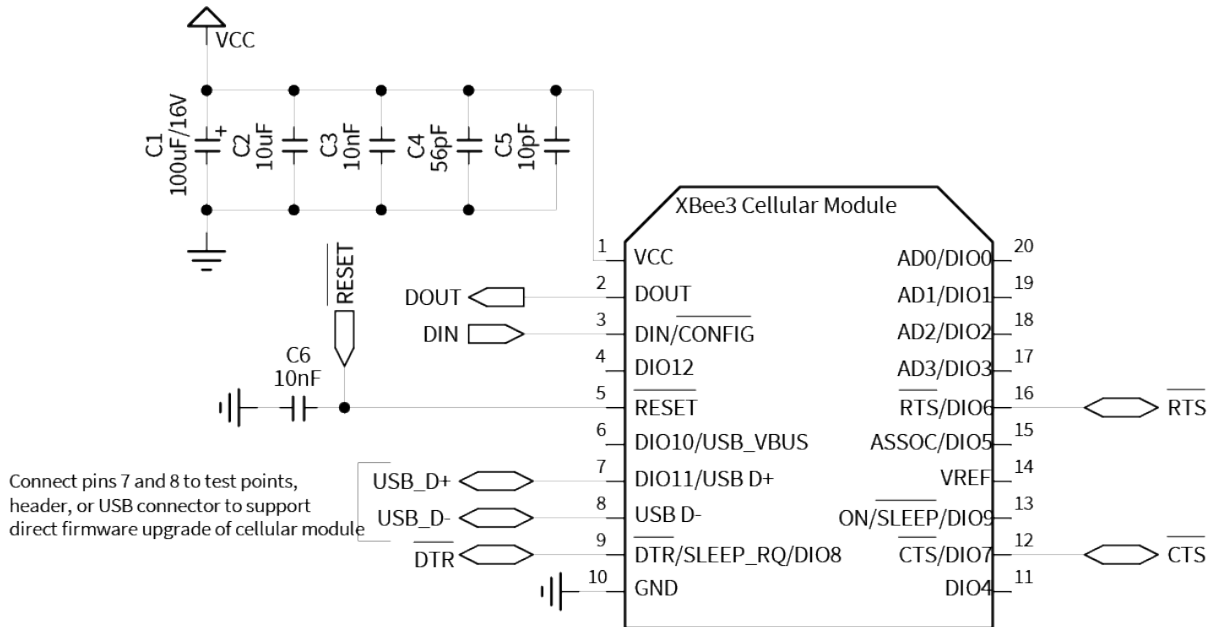 VCC
C1
100uF/16V
+
C2
10uF
C3
10nF
C4
56pF
C5
10pF
XBee3 Cellular Module
RESET
DOUT
DIN
C6
10nF
1 VCC
2 DOUT
3 DIN/CONFIG
4 DIO12
5 RESET
6 DIO10/USB_VBUS
7 DIO11/USB D+
8 USB D-
9 DTR/SLEEP_RQ/DIO8
10 GND
AD0/DIO0 20
AD1/DIO1 19
AD2/DIO2 18
AD3/DIO3 17
RTS/DIO6 16
ASSOC/DIO5 15
VREF 14
ON/SLEEP/DIO9 13
CTS/DIO7 12
DIO4 11
RTS
CTS
Connect pins 7 and 8 to test points,
header, or USB connector to support
direct firmware upgrade of cellular module
USB_D+
USB_D-
DTR